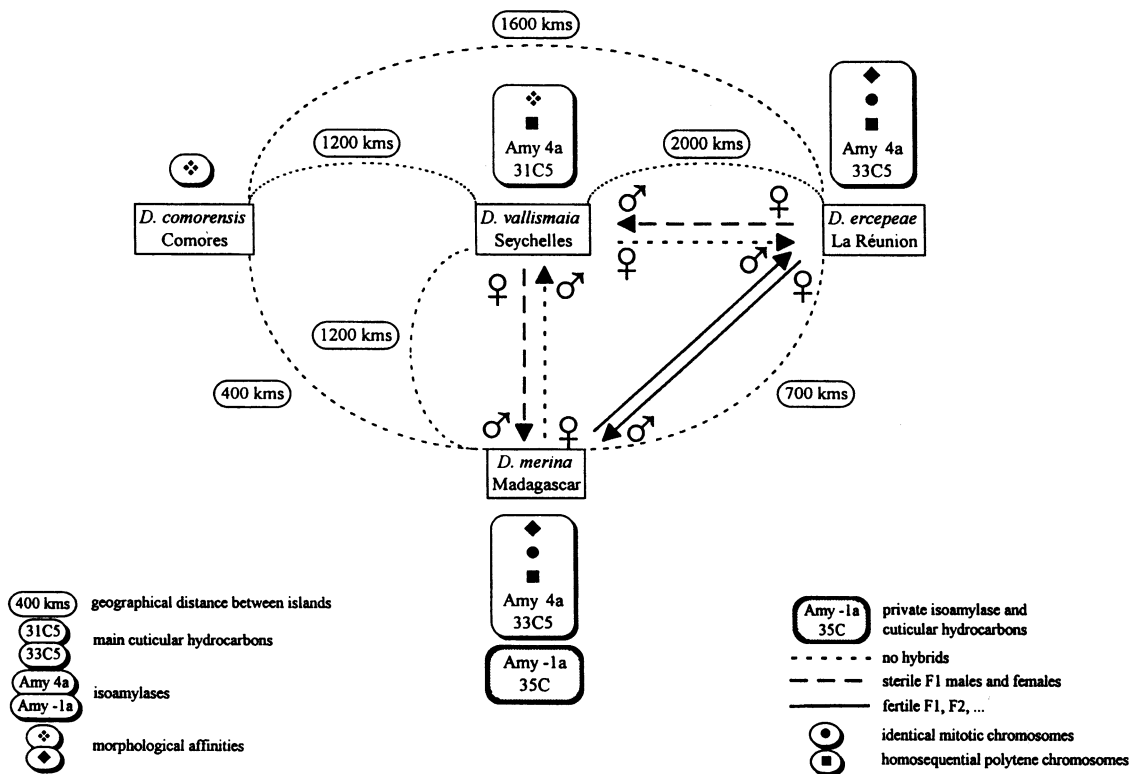 1600 kms
1200 kms
Amy 4a
31C5
2000 kms
Amy 4a
33C5
D. comorensis
Comores
D. vallismaia
Seychelles
D. ercepeae
La Réunion
♂
♀
♀
♂
♀
♂
♀
1200 kms
400 kms
700 kms
♂
♀
♂
D. merina
Madagascar
Amy 4a
33C5
Amy -1a
35C
400 kms geographical distance between islands
31C5
33C5
main cuticular hydrocarbons
Amy 4a
Amy -1a
isoamylases
morphological affinities
Amy -1a
35C
private isoamylase and
cuticular hydrocarbons
no hybrids
sterile F1 males and females
fertile F1, F2, ...
identical mitotic chromosomes
homosequential polytene chromosomes